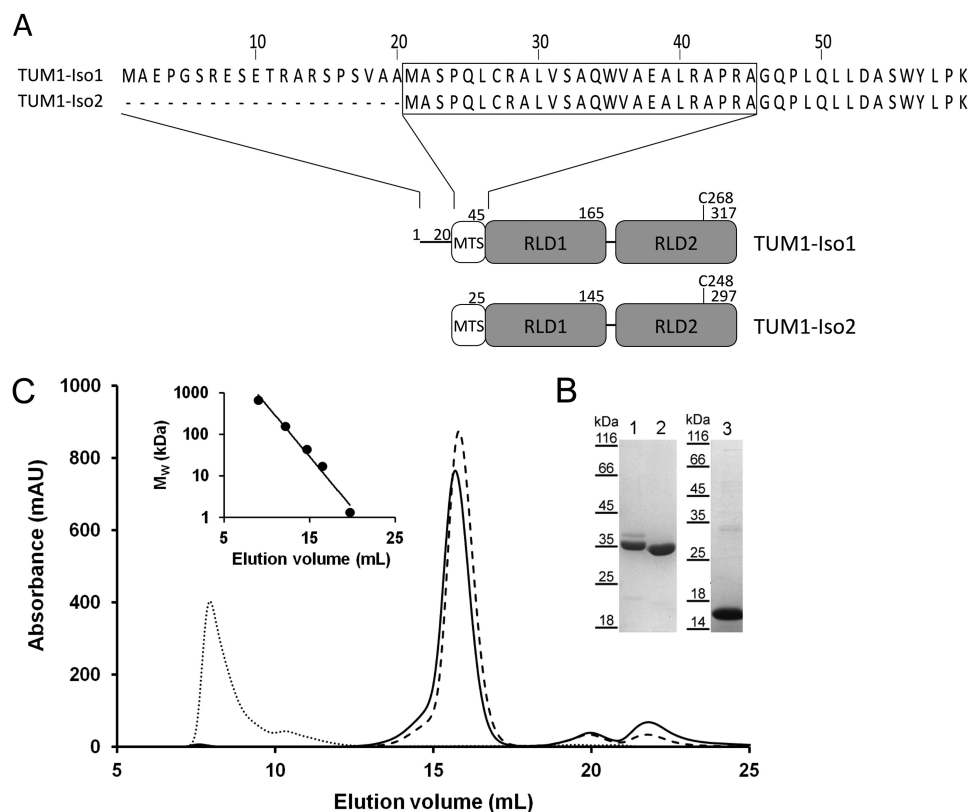 A
10 20 30 40 50
TUM1-Iso1 MAEPGSRESETRARSPSVAAMASPQLCRALVSAQWVAEALRAPRAGQPLQLLDASWYLPK
TUM1-Iso2 - - - - - - - - - - - - - - - - - - - - MASPQLCRALVSAQWVAEALRAPRAGQPLQLLDASWYLPK
C268
45 165 317
1 20 MTS RLD1 RLD2 TUM1-Iso1
C248
25 145 297
MTS RLD1 RLD2 TUM1-Iso2
C
1000
800
600
400
200
0
Absorbance (mAU)
5 10 15 20 25
Elution volume (mL)
1000
100
10
1
Mw (kDa)
5 15 25
Elution volume (mL)
B
kDa 1 2
116
66
45
35
25
18
kDa 3
116
66
45
35
25
18
14